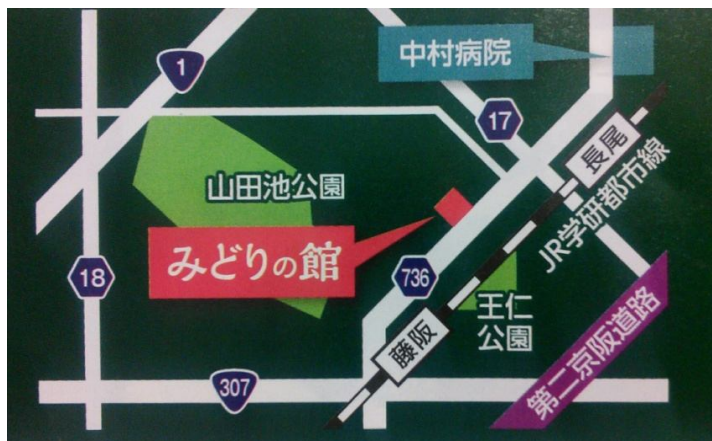 1
中村病院
17
長尾
山田池公園
JR学研都市線
みどりの館
18
736
王仁
公園
藤阪
第二京阪道路
307